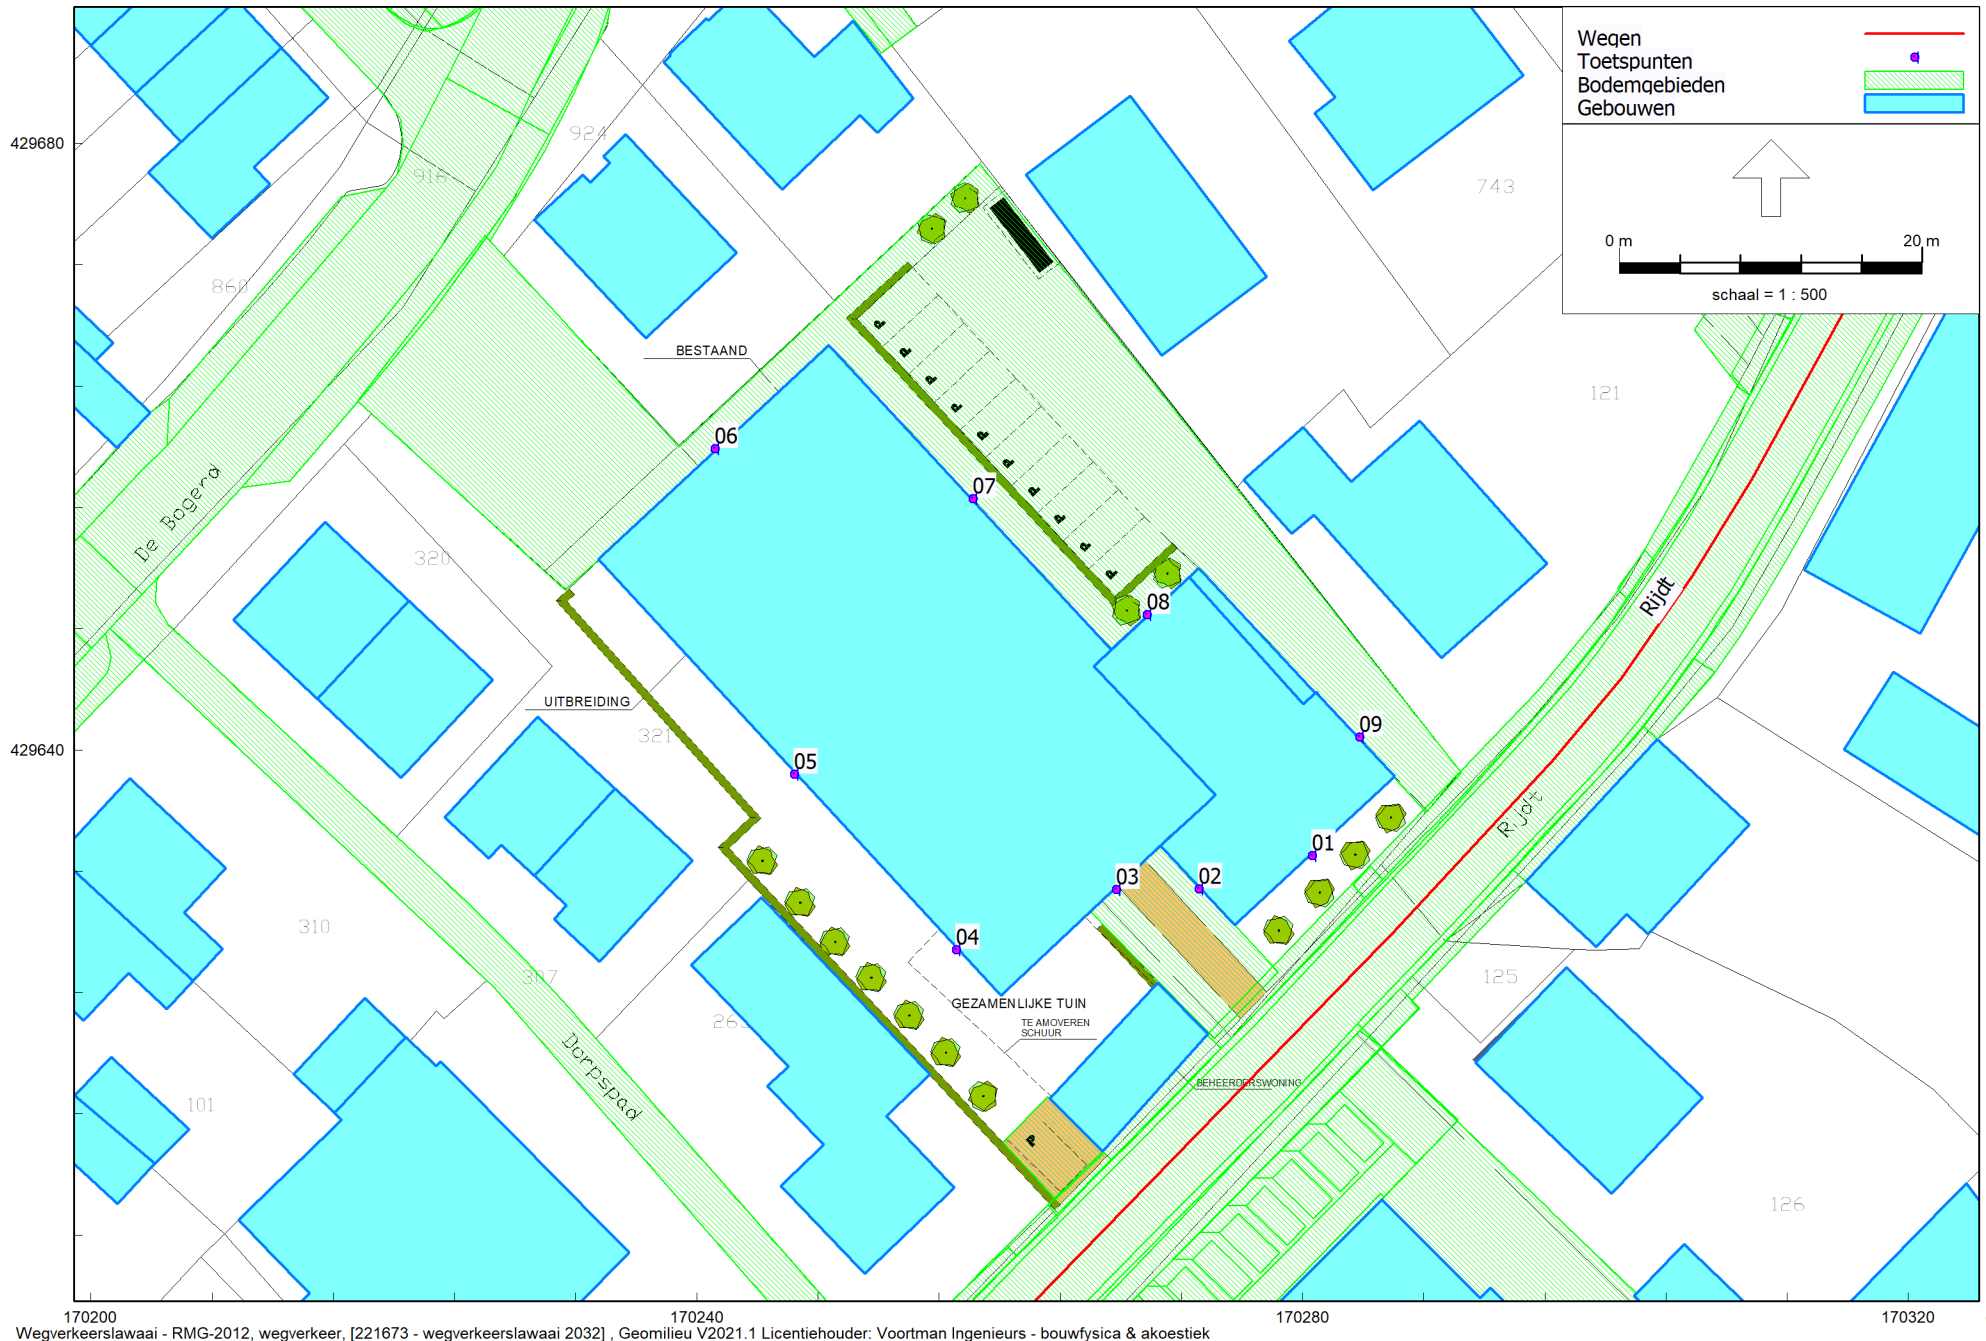 Wegen
Toetspunten
Bodemgebieden
Gebouwen
0 m 20 m
schaal = 1 : 500
429680
429640
170200 170240 170280 170320
924
916
860
743
121
320
321
310
307
101
125
126
BESTAAND
UITBREIDING
De Bogerd
Dorpspad
Rijdt
Rijdt
06
07
08
09
05
04
03
02
01
P
P
P
P
P
P
P
P
P
P
P
GEZAMENLIJKE TUIN
TE AMOVEREN
SCHUUR
BEHEERDERSWONING
Wegverkeerslawaai - RMG-2012, wegverkeer, [221673 - wegverkeerslawaai 2032] , Geomilieu V2021.1 Licentiehouder: Voortman Ingenieurs - bouwfysica & akoestiek